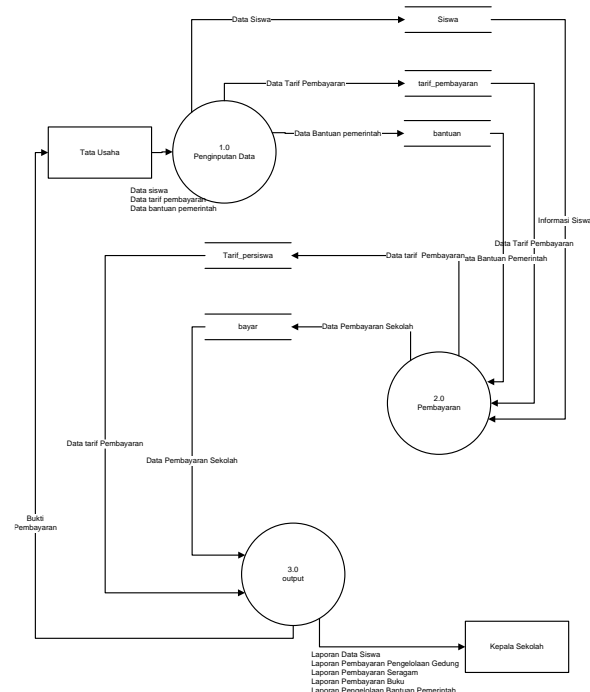 Data Siswa
Siswa
Data Tarif Pembayaran
tarif_pembayaran
Data Bantuan pemerintah
bantuan
1.0
Penginputan Data
Tata Usaha
Data siswa
Data tarif pembayaran
Data bantuan pemerintah
Informasi Siswa
Data Tarif Pembayaran
ata Bantuan Pemerintah
Tarif_persiswa
Data tarif Pembayaran
bayar
Data Pembayaran Sekolah
2.0
Pembayaran
Data tarif Pembayaran
Data Pembayaran Sekolah
Bukti
Pembayaran
3.0
output
Kepala Sekolah
Laporan Data Siswa
Laporan Pembayaran Pengelolaan Gedung
Laporan Pembayaran Seragam
Laporan Pembayaran Buku
Laporan Pengelolaan Bantuan Pemerintah